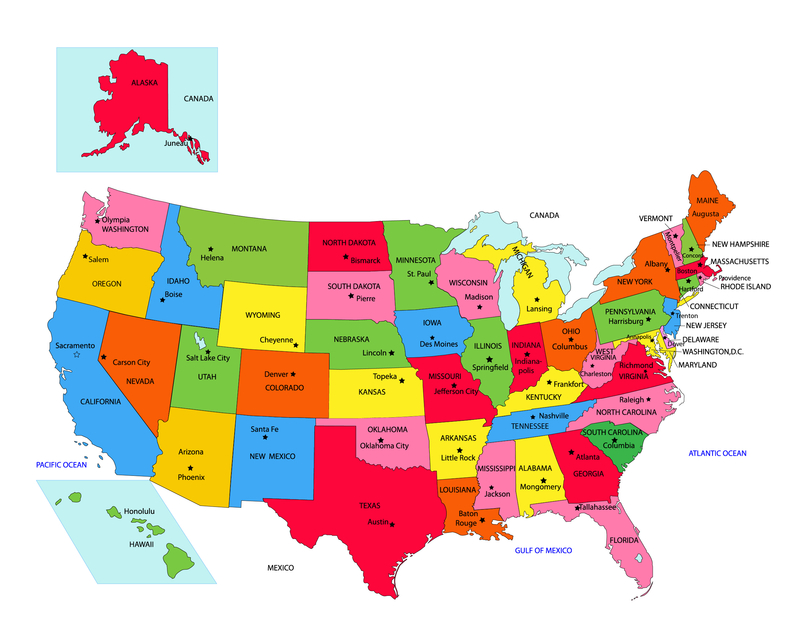 ALASKA
CANADA
Juneau
Olympia
WASHINGTON
Salem
OREGON
MONTANA
Helena
IDAHO
Boise
WYOMING
Cheyenne
NORTH DAKOTA
Bismarck
SOUTH DAKOTA
Pierre
MINNESOTA
St. Paul
WISCONSIN
Madison
MICHIGAN
Lansing
CANADA
VERMONT
Montpilier
MAINE
Augusta
NEW HAMPSHIRE
Concord
MASSACHUSETTS
Boston
Providence
RHODE ISLAND
Hartford
CONNECTICUT
Albany
NEW YORK
PENNSYLVANIA
Harrisburg
Trenton
NEW JERSEY
Dover
DELAWARE
Annapolis
WASHINGTON,D.C.
MARYLAND
Sacramento
CALIFORNIA
Carson City
NEVADA
Salt Lake City
UTAH
Denver
COLORADO
NEBRASKA
Lincoln
IOWA
Des Moines
ILLINOIS
Springfield
INDIANA
Indiana-
polis
OHIO
Columbus
WEST
VIRGINIA
Charleston
Richmond
VIRGINIA
Topeka
KANSAS
MISSOURI
Jefferson City
Frankfort
KENTUCKY
Raleigh
NORTH CAROLINA
Nashville
TENNESSEE
SOUTH CAROLINA
Columbia
Arizona
Phoenix
Santa Fe
NEW MEXICO
OKLAHOMA
Oklahoma City
ARKANSAS
Little Rock
MISSISSIPPI
Jackson
ALABAMA
Mongomery
Atlanta
GEORGIA
TEXAS
Austin
LOUISIANA
Baton
Rouge
Tallahassee
FLORIDA
PACIFIC OCEAN
ATLANTIC OCEAN
GULF OF MEXICO
MEXICO
Honolulu
HAWAII